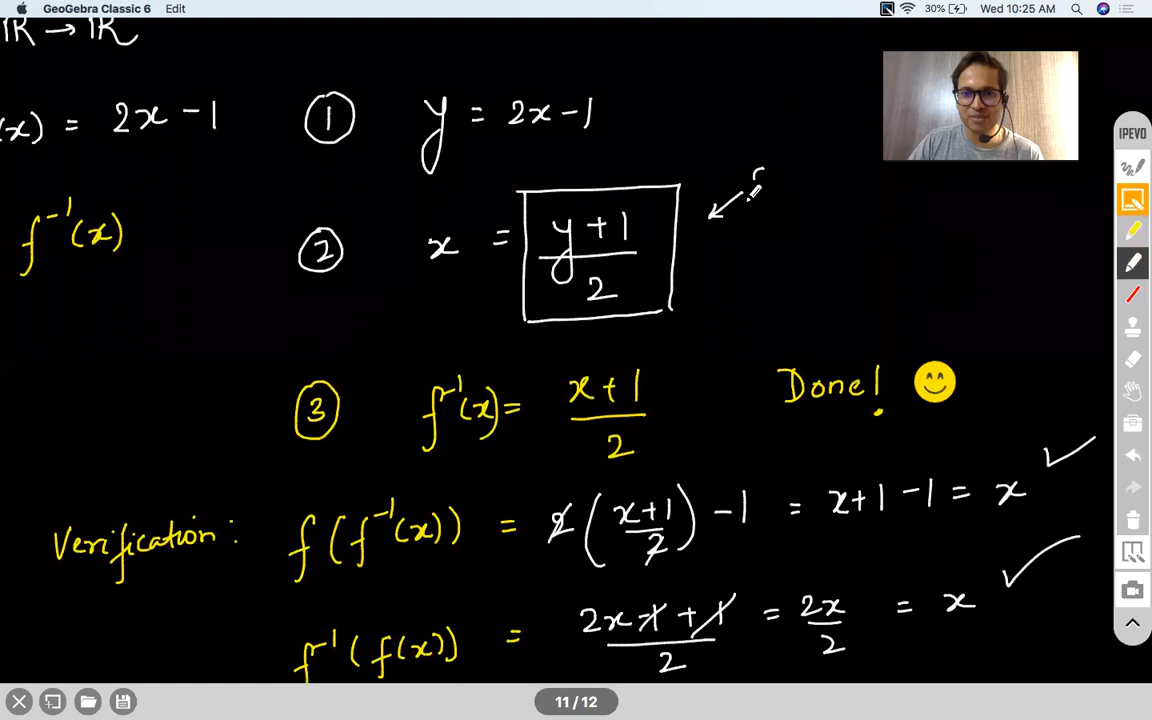 GeoGebra Classic 6 Edit 30% Wed 10:25 AM
ℝ → ℝ
(x) = 2x - 1 ① y = 2x - 1
IPEVO
f⁻¹(x) ② x = (y + 1)/2
③ f⁻¹(x) = (x + 1)/2 Done!
Verification: f(f⁻¹(x)) = 2((x+1)/2) - 1 = x + 1 - 1 = x ✓
f⁻¹(f(x)) = (2x - 1 + 1)/2 = 2x/2 = x ✓
11 / 12